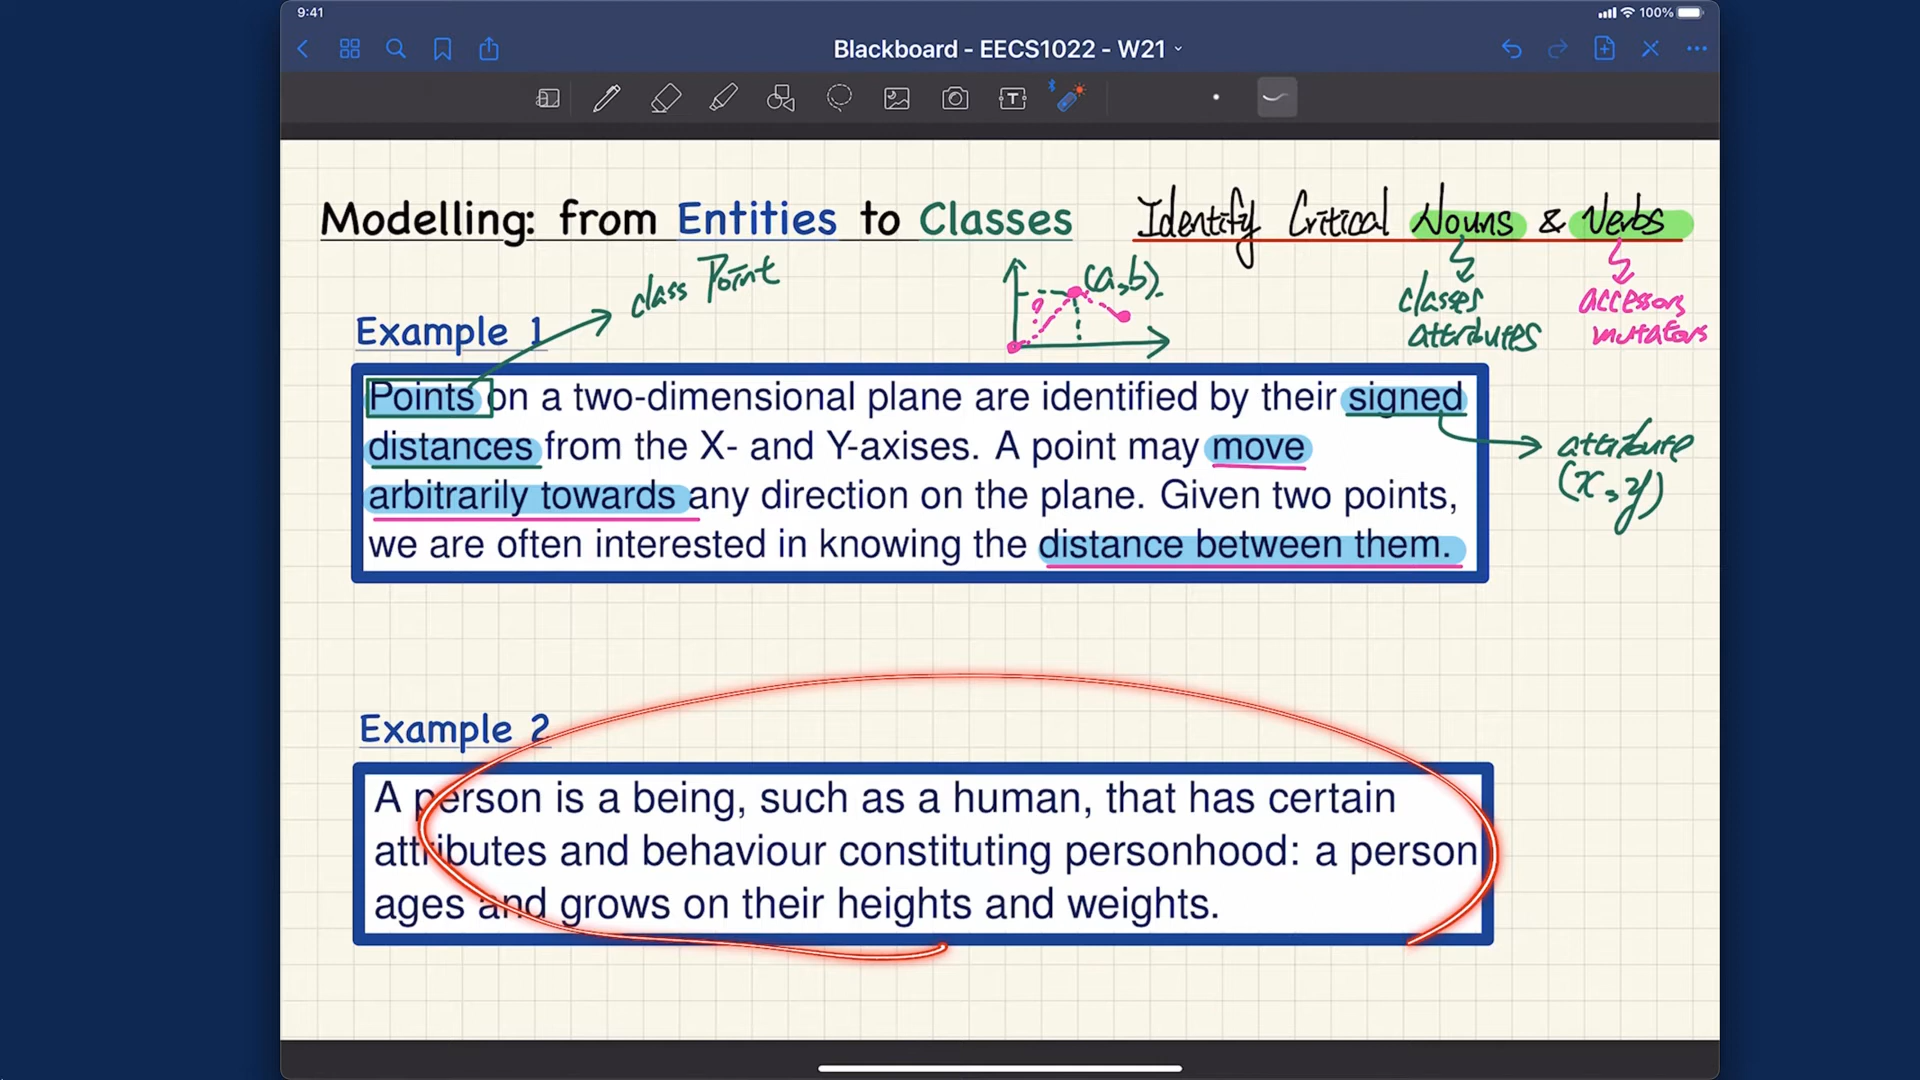 9:41
100%
Blackboard - EECS1022 - W21
Modelling: from Entities to Classes
Identify Critical Nouns & Verbs
class Point
(a,b).
classes
attributes
accessors
mutators
Example 1
Points on a two-dimensional plane are identified by their signed
distances from the X- and Y-axises. A point may move
arbitrarily towards any direction on the plane. Given two points,
we are often interested in knowing the distance between them.
attribute
(x,y)
Example 2
A person is a being, such as a human, that has certain
attributes and behaviour constituting personhood: a person
ages and grows on their heights and weights.